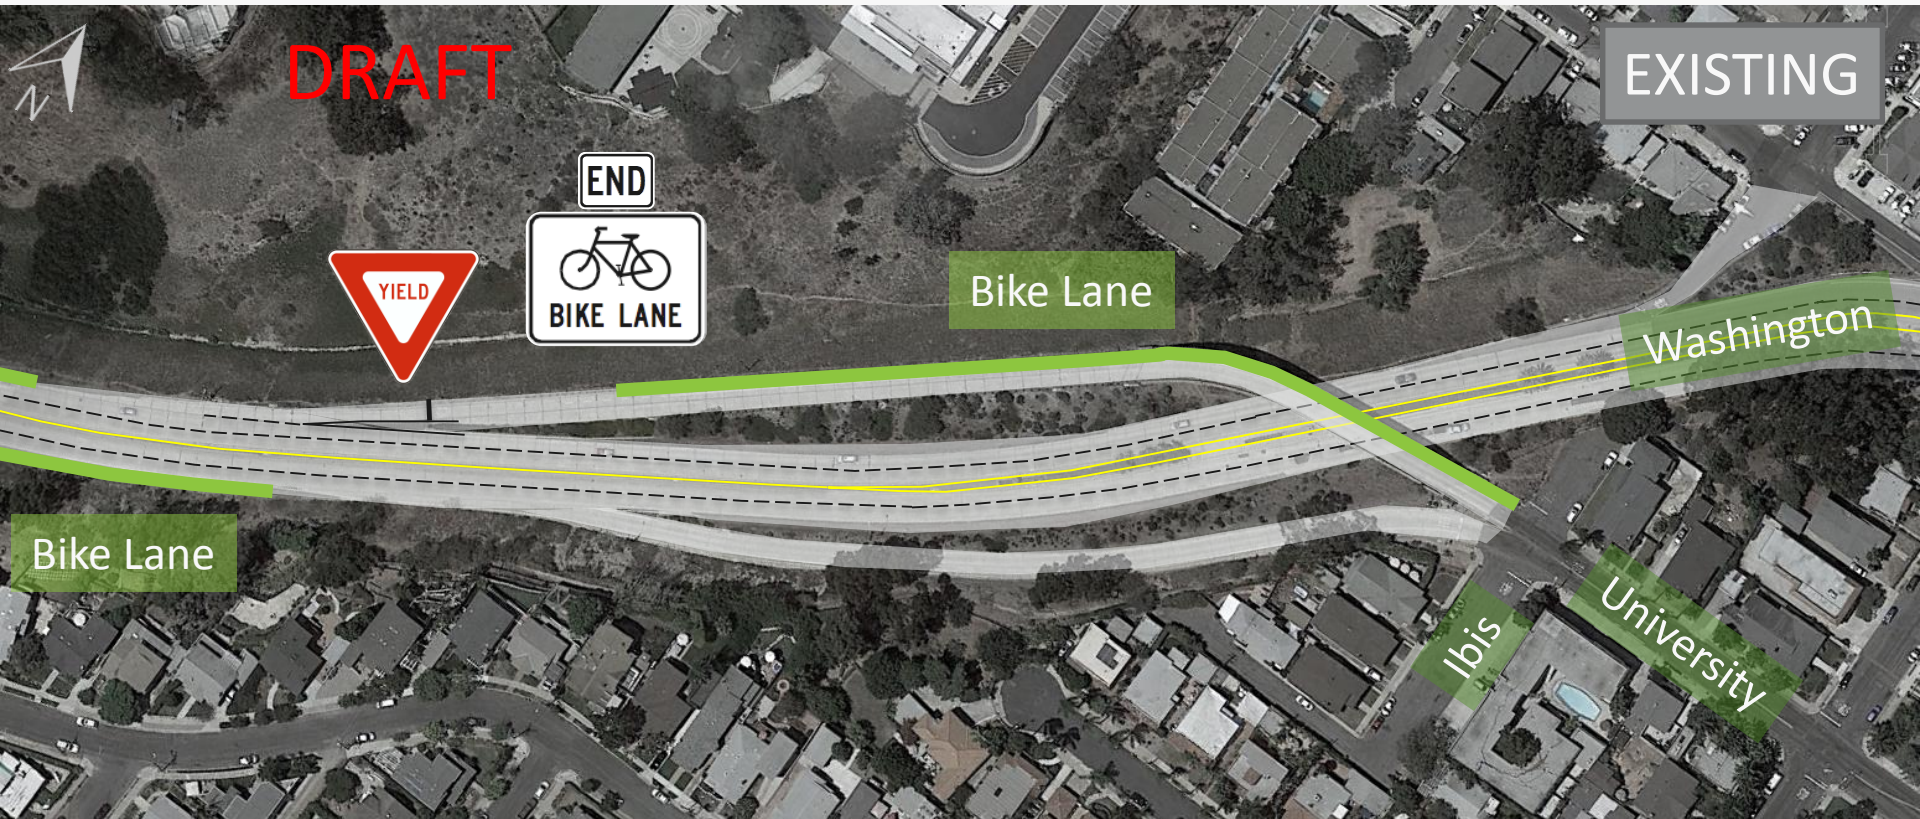 DRAFT
EXISTING
N
END
BIKE LANE
YIELD
Bike Lane
Washington
Bike Lane
Ibis
University